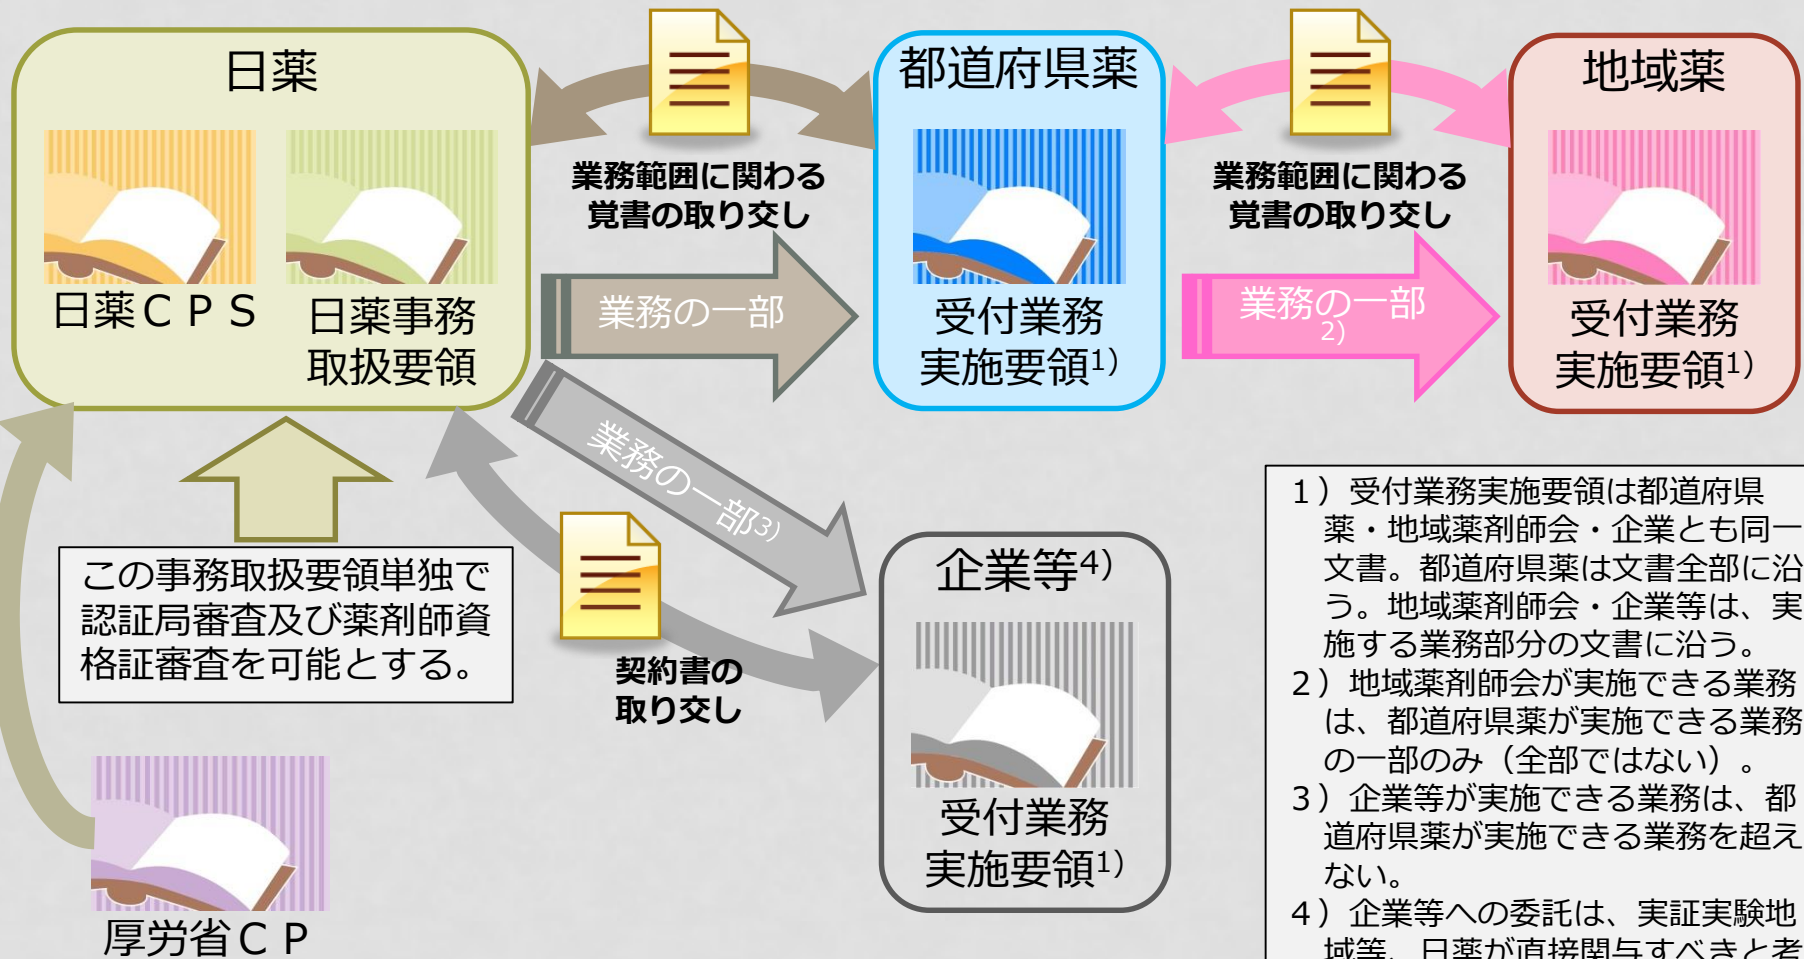 日薬
日薬ＣＰＳ
日薬事務
取扱要領
業務範囲に関わる
覚書の取り交し
業務の一部
都道府県薬
受付業務
実施要領1)
業務範囲に関わる
覚書の取り交し
業務の一部
2)
地域薬
受付業務
実施要領1)
業務の一部3)
契約書の
取り交し
この事務取扱要領単独で
認証局審査及び薬剤師資
格証審査を可能とする。
厚労省ＣＰ
企業等4)
受付業務
実施要領1)
１）受付業務実施要領は都道府県
薬・地域薬剤師会・企業とも同一
文書。都道府県薬は文書全部に沿
う。地域薬剤師会・企業等は、実
施する業務部分の文書に沿う。
２）地域薬剤師会が実施できる業務
は、都道府県薬が実施できる業務
の一部のみ（全部ではない）。
３）企業等が実施できる業務は、都
道府県薬が実施できる業務を超え
ない。
４）企業等への委託は、実証実験地
域等、日薬が直接関与すべきと考